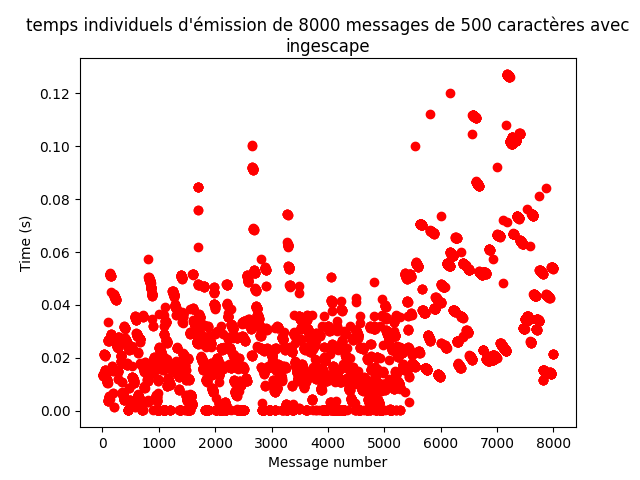 temps individuels d'émission de 8000 messages de 500 caractères avec
ingescape
0.12
0.10
0.08
0.06
0.04
0.02
0.00
Time (s)
0 1000 2000 3000 4000 5000 6000 7000 8000
Message number